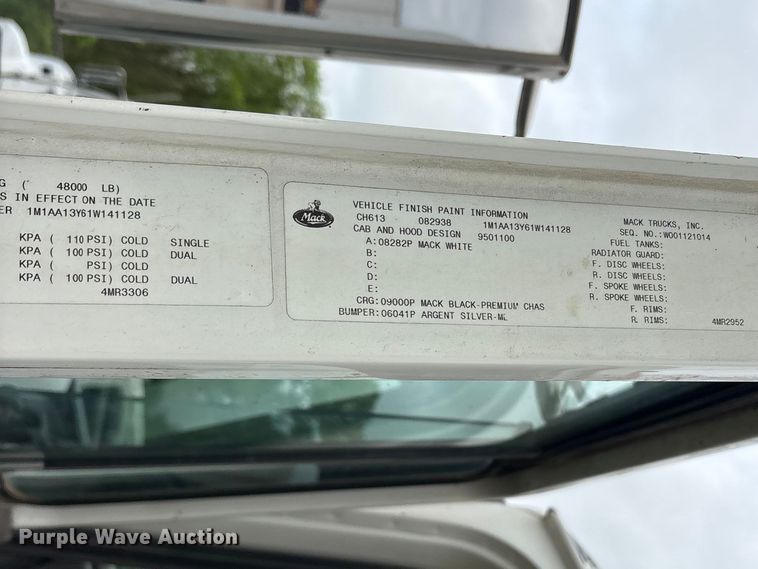 G ( 48000 LB)
S IN EFFECT ON THE DATE
ER 1M1AA13Y61W141128
KPA ( 110 PSI) COLD SINGLE
KPA ( 100 PSI) COLD DUAL
KPA ( PSI) COLD
KPA ( 100 PSI) COLD DUAL
4MR3306
Mack
VEHICLE FINISH PAINT INFORMATION
CH613 082938 1M1AA13Y61W141128
CAB AND HOOD DESIGN 9501100
A:08282P MACK WHITE
B:
C:
D:
E:
CRG:09000P MACK BLACK-PREMIUM CHAS
BUMPER:06041P ARGENT SILVER-ME
MACK TRUCKS, INC.
SEQ. NO.:W001121014
FUEL TANKS:
RADIATOR GUARD:
F. DISC WHEELS:
R. DISC WHEELS:
F. SPOKE WHEELS:
R. SPOKE WHEELS:
F. RIMS:
R. RIMS:
4MR2952
Purple Wave Auction®